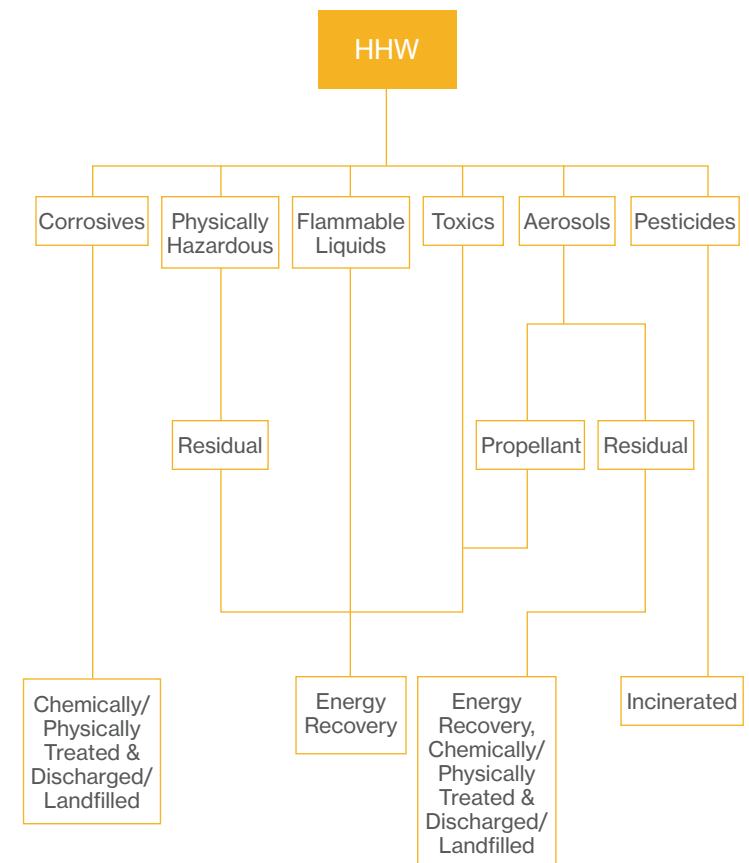 HHW
Corrosives
Physically
Hazardous
Flammable
Liquids
Toxics
Aerosols
Pesticides
Residual
Propellant
Residual
Chemically/
Physically
Treated &
Discharged/
Landfilled
Energy
Recovery
Energy
Recovery,
Chemically/
Physically
Treated &
Discharged/
Landfilled
Incinerated